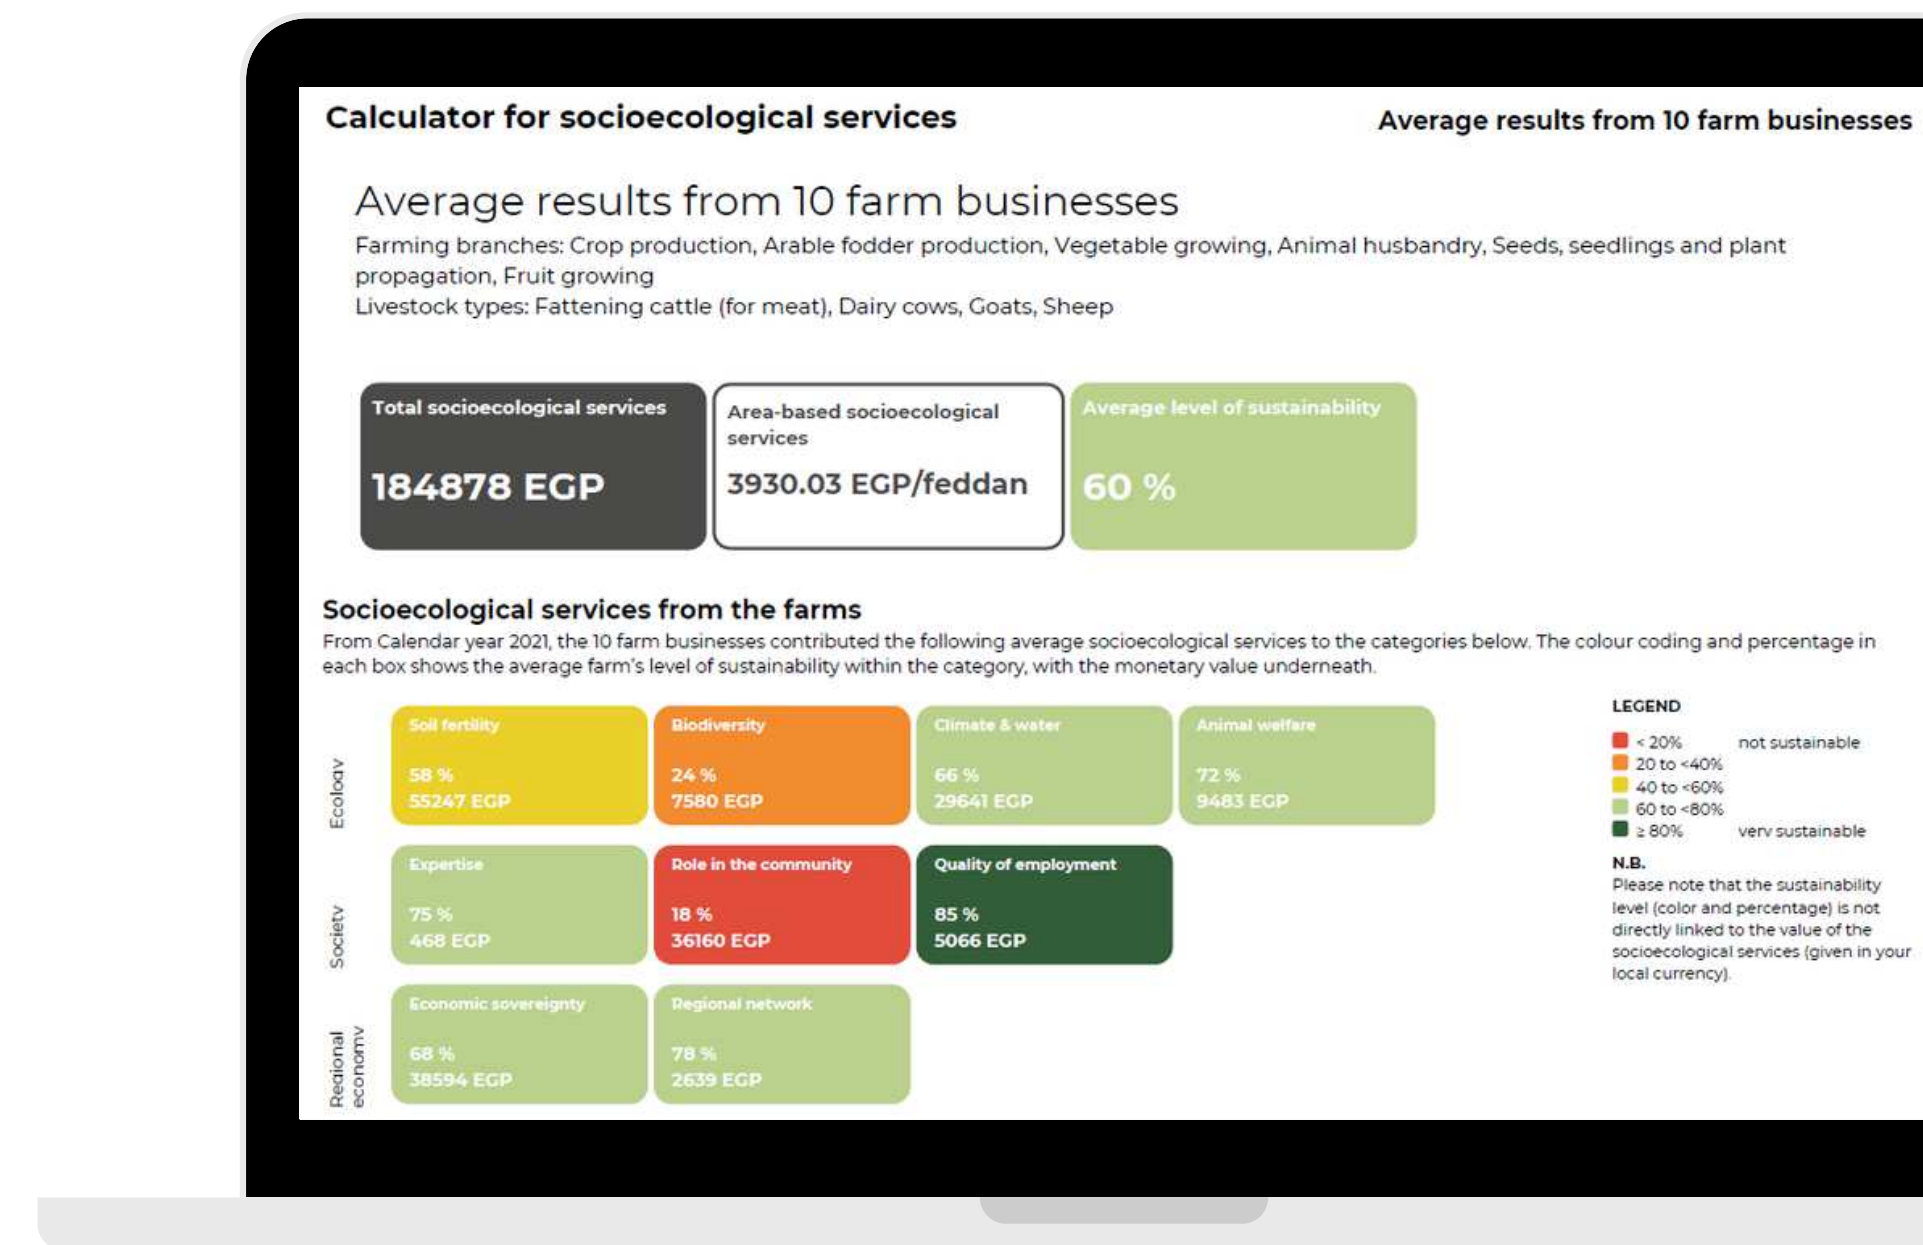 Calculator for socioecological services
Average results from 10 farm businesses
Average results from 10 farm businesses
Farming branches: Crop production, Arable fodder production, Vegetable growing, Animal husbandry, Seeds, seedlings and plant
propagation, Fruit growing
Livestock types: Fattening cattle (for meat), Dairy cows, Goats, Sheep
Total socioecological services
184878 EGP
Area-based socioecological
services
3930.03 EGP/feddan
Average level of sustainability
60 %
Socioecological services from the farms
From Calendar year 2021, the 10 farm businesses contributed the following average socioecological services to the categories below. The colour coding and percentage in
each box shows the average farm's level of sustainability within the category, with the monetary value underneath.
Ecology
Soil fertility
58 %
55247 EGP
Biodiversity
24 %
7580 EGP
Climate & water
66 %
29641 EGP
Animal welfare
72 %
9483 EGP
Society
Expertise
75 %
468 EGP
Role in the community
18 %
36160 EGP
Quality of employment
85 %
5066 EGP
Regional
economy
Economic sovereignty
68 %
38594 EGP
Regional network
78 %
2639 EGP
LEGEND
< 20% not sustainable
20 to <40%
40 to <60%
60 to <80%
≥ 80% very sustainable
N.B.
Please note that the sustainability
level (color and percentage) is not
directly linked to the value of the
socioecological services (given in your
local currency).